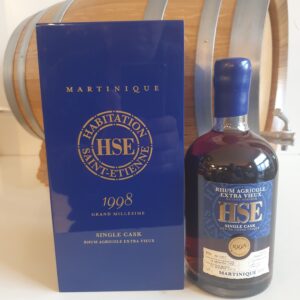 MARTINIQUE
HABITATION
HSE
SAINT-ETIENNE
1998
GRAND MILLESIME
SINGLE CASK
RHUM AGRICOLE EXTRA VIEUX
RHUM AGRICOLE
EXTRA VIEUX
HSE
SINGLE CASK
1998